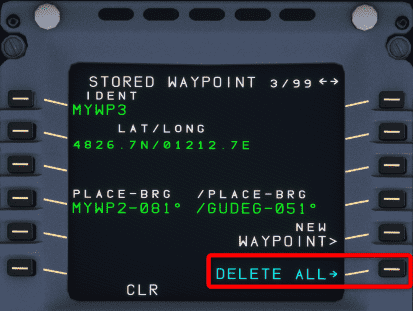 STORED WAYPOINT 3/99 ←→
IDENT
MYWP3
LAT/LONG
4826.7N/01212.7E
PLACE-BRG /PLACE-BRG
MYWP2-081° /GUDEG-051°
NEW
WAYPOINT>
DELETE ALL→
CLR